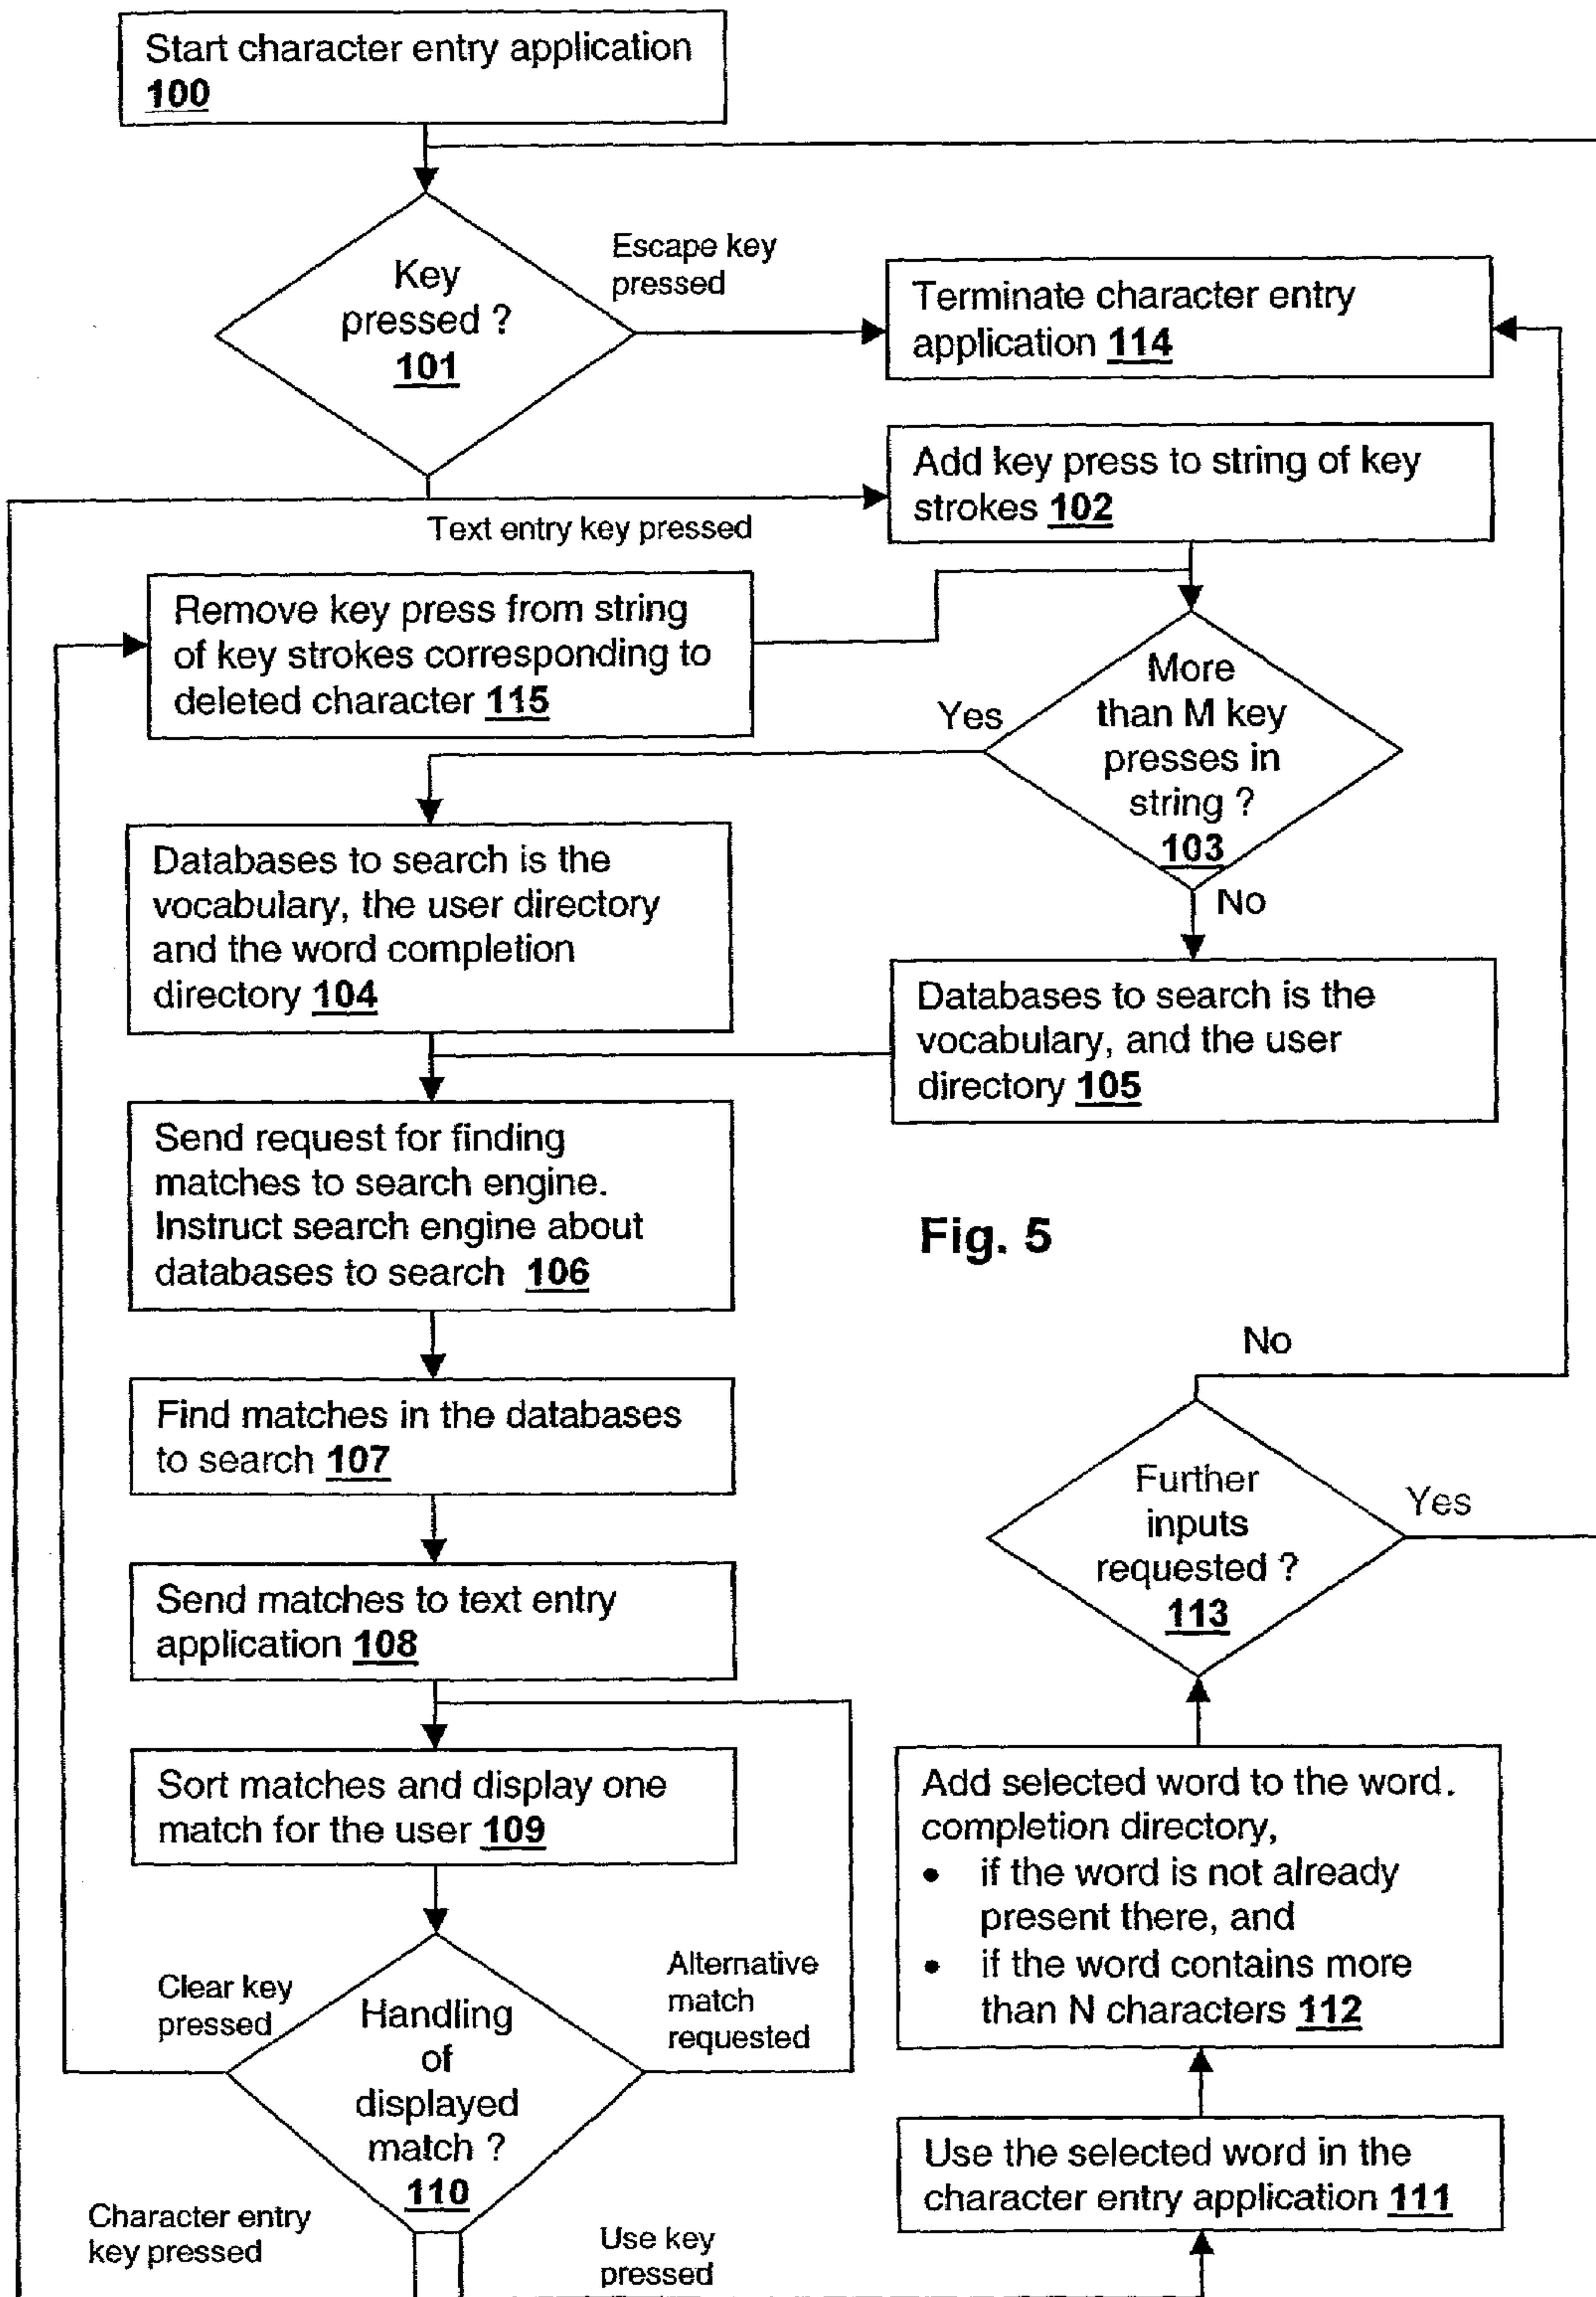 Start character entry application
100
Key
pressed ?
101
Escape key
pressed
Terminate character entry
application 114
Add key press to string of key
strokes 102
Text entry key pressed
Remove key press from string
of key strokes corresponding to
deleted character 115
More
than M key
presses in
string ?
103
Yes
No
Databases to search is the
vocabulary, the user directory
and the word completion
directory 104
Databases to search is the
vocabulary, and the user
directory 105
Send request for finding
matches to search engine.
Instruct search engine about
databases to search 106
Fig. 5
Find matches in the databases
to search 107
Send matches to text entry
application 108
Sort matches and display one
match for the user 109
Clear key
pressed
Handling
of
displayed
match ?
110
Alternative
match
requested
Character entry
key pressed
Use key
pressed
No
Further
inputs
requested ?
113
Yes
Add selected word to the word.
completion directory,
• if the word is not already
present there, and
• if the word contains more
than N characters 112
Use the selected word in the
character entry application 111